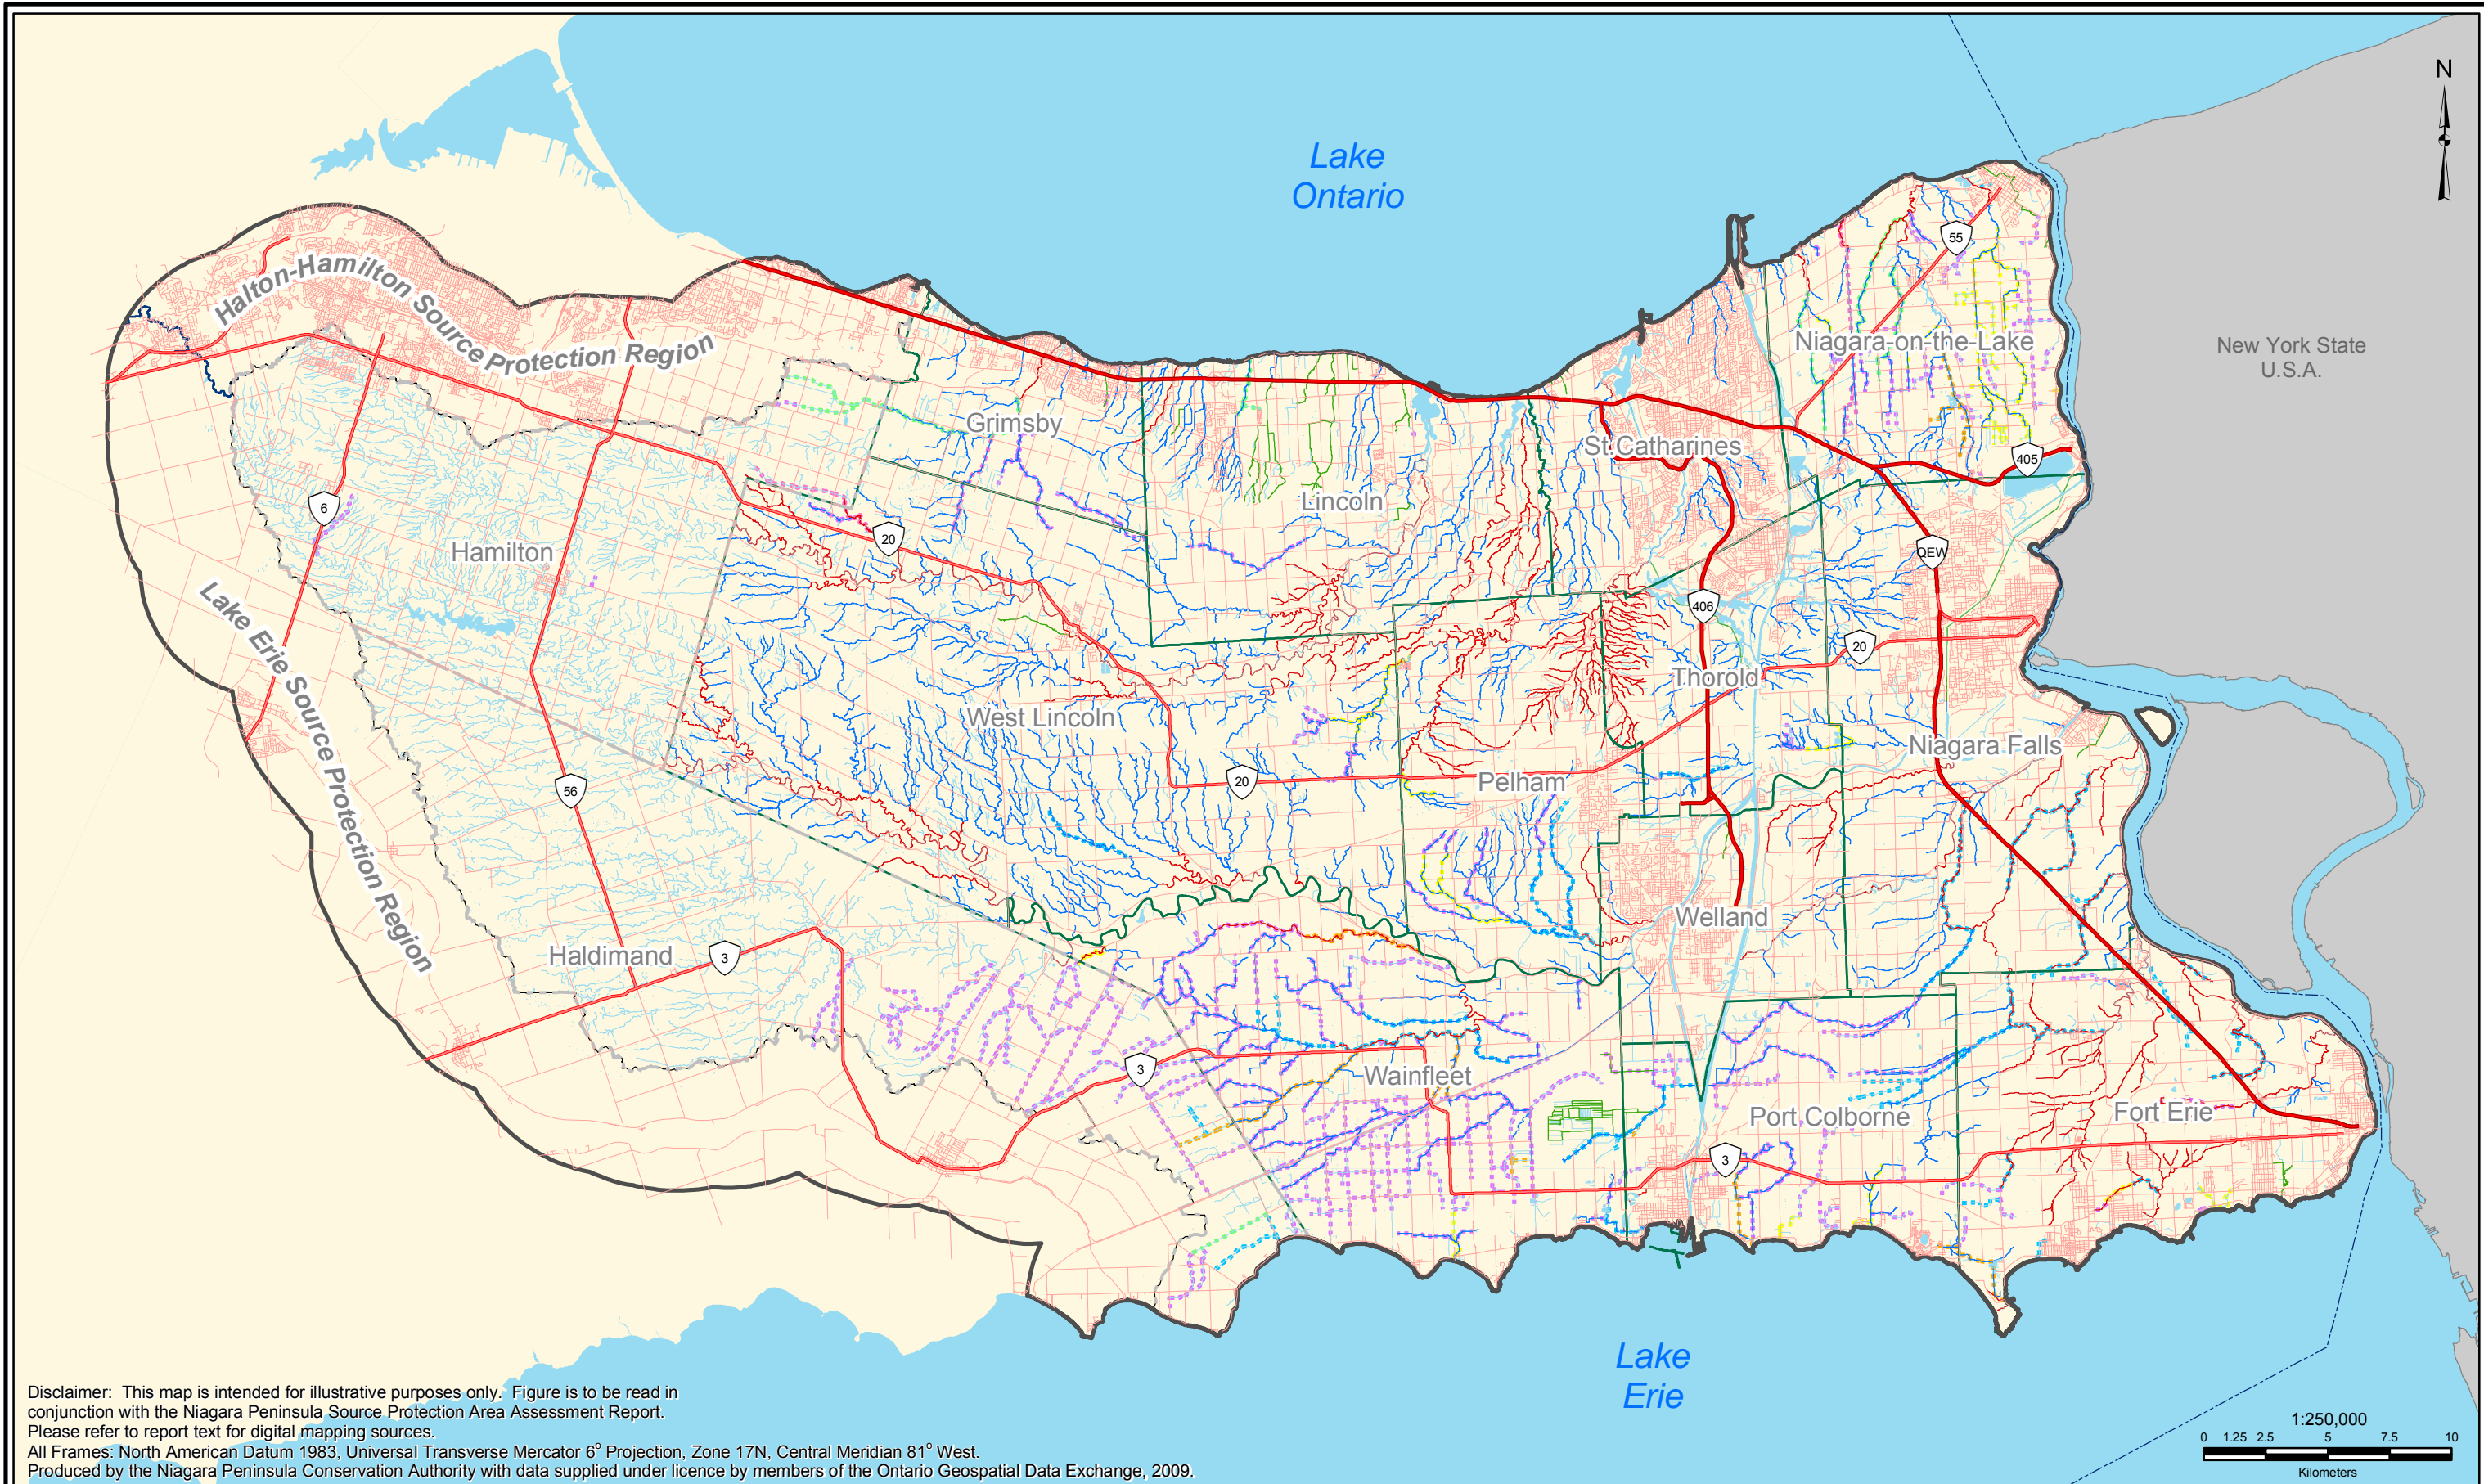 N
Lake
Ontario
55
Halton-Hamilton Source Protection Region
Niagara-on-the-Lake
New York State
U.S.A.
Grimsby
St.Catharines
405
Lincoln
6
20
Hamilton
QEW
406
20
Lake Erie Source Protection Region
Thorold
West Lincoln
Niagara Falls
20
Pelham
56
Welland
Haldimand
3
3
Wainfleet
Port Colborne
Fort Erie
3
Lake
Erie
Disclaimer: This map is intended for illustrative purposes only. Figure is to be read in
conjunction with the Niagara Peninsula Source Protection Area Assessment Report.
Please refer to report text for digital mapping sources.
All Frames: North American Datum 1983, Universal Transverse Mercator 6° Projection, Zone 17N, Central Meridian 81° West.
Produced by the Niagara Peninsula Conservation Authority with data supplied under licence by members of the Ontario Geospatial Data Exchange, 2009.
1:250,000
0 1.25 2.5 5 7.5 10
Kilometers